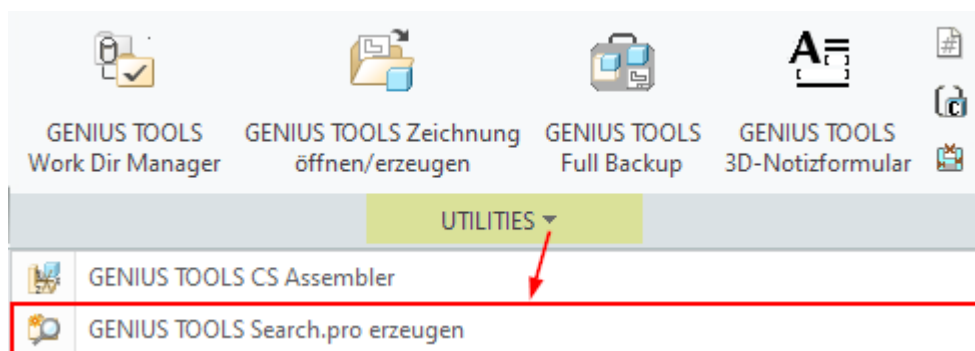 GENIUS TOOLS
Work Dir Manager
GENIUS TOOLS Zeichnung
öffnen/erzeugen
GENIUS TOOLS
Full Backup
A
GENIUS TOOLS
3D-Notizformular
#
C
UTILITIES
GENIUS TOOLS CS Assembler
GENIUS TOOLS Search.pro erzeugen